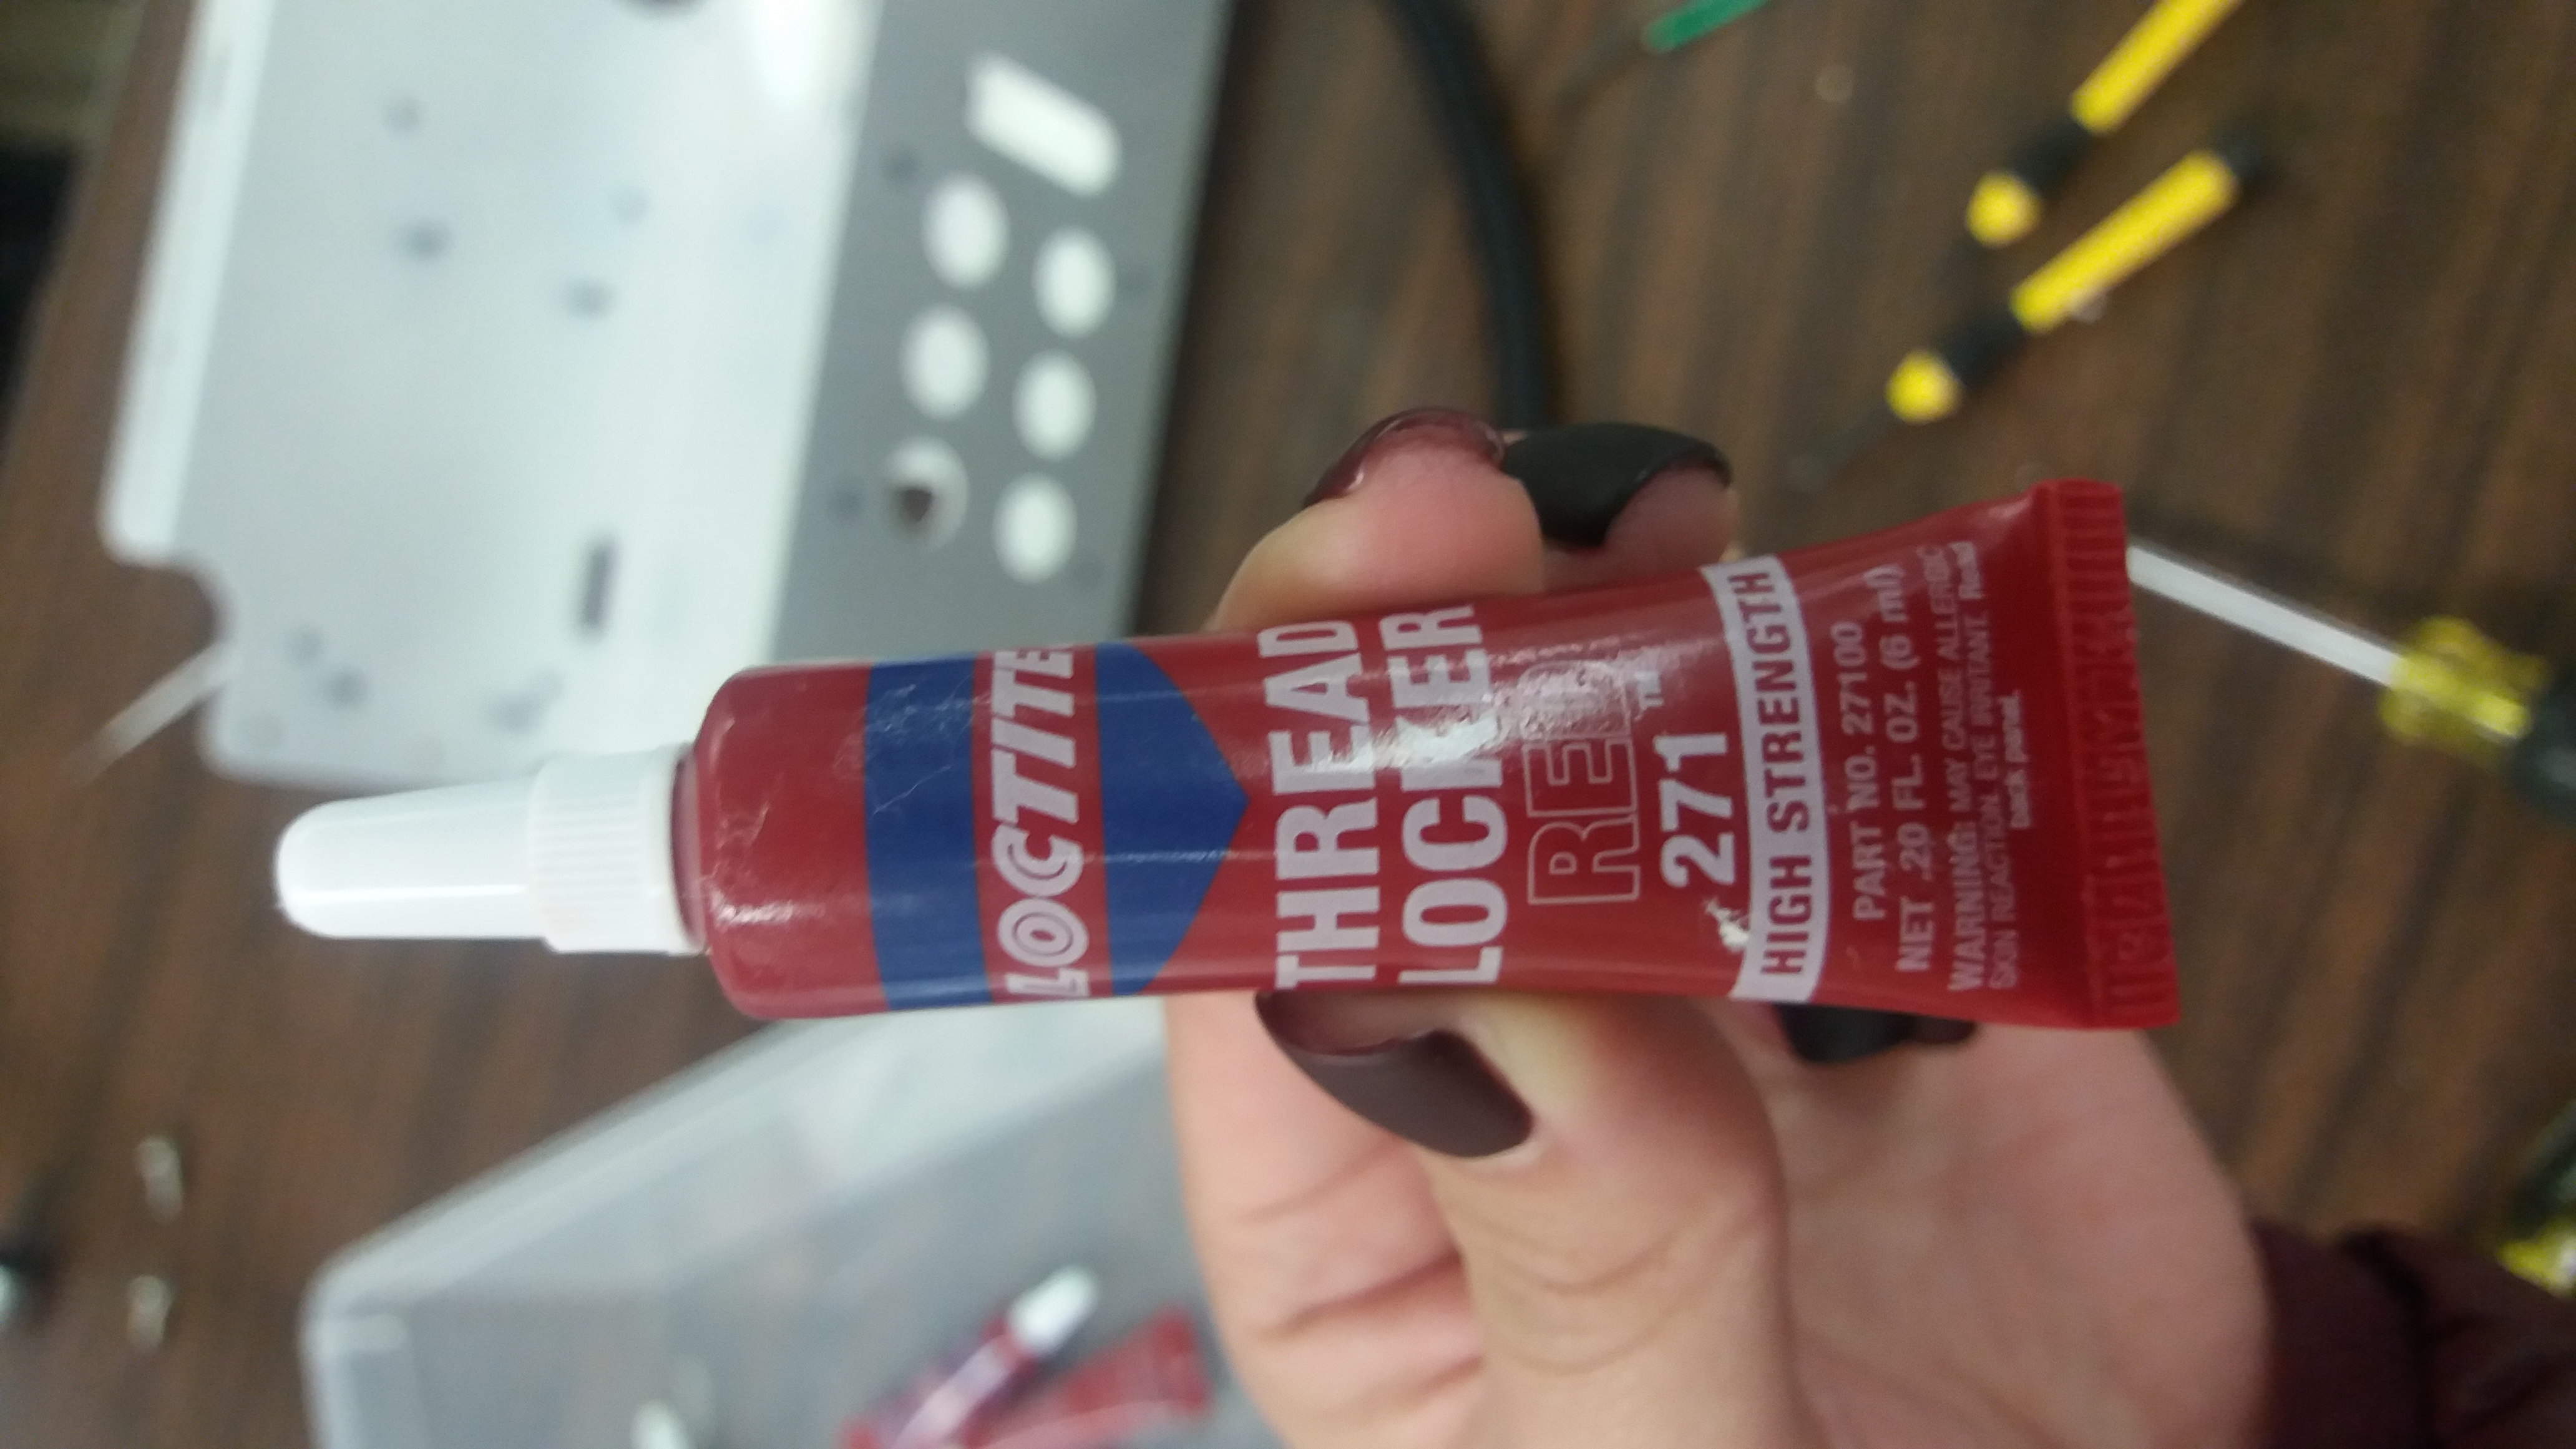 LOCTITE
THREAD
LOCKER
RED™
271
HIGH STRENGTH
PART NO. 27100
NET .20 FL. OZ. (6 ml)
WARNING: MAY CAUSE ALLERGIC
SKIN REACTION. EYE IRRITANT. Read
back panel.